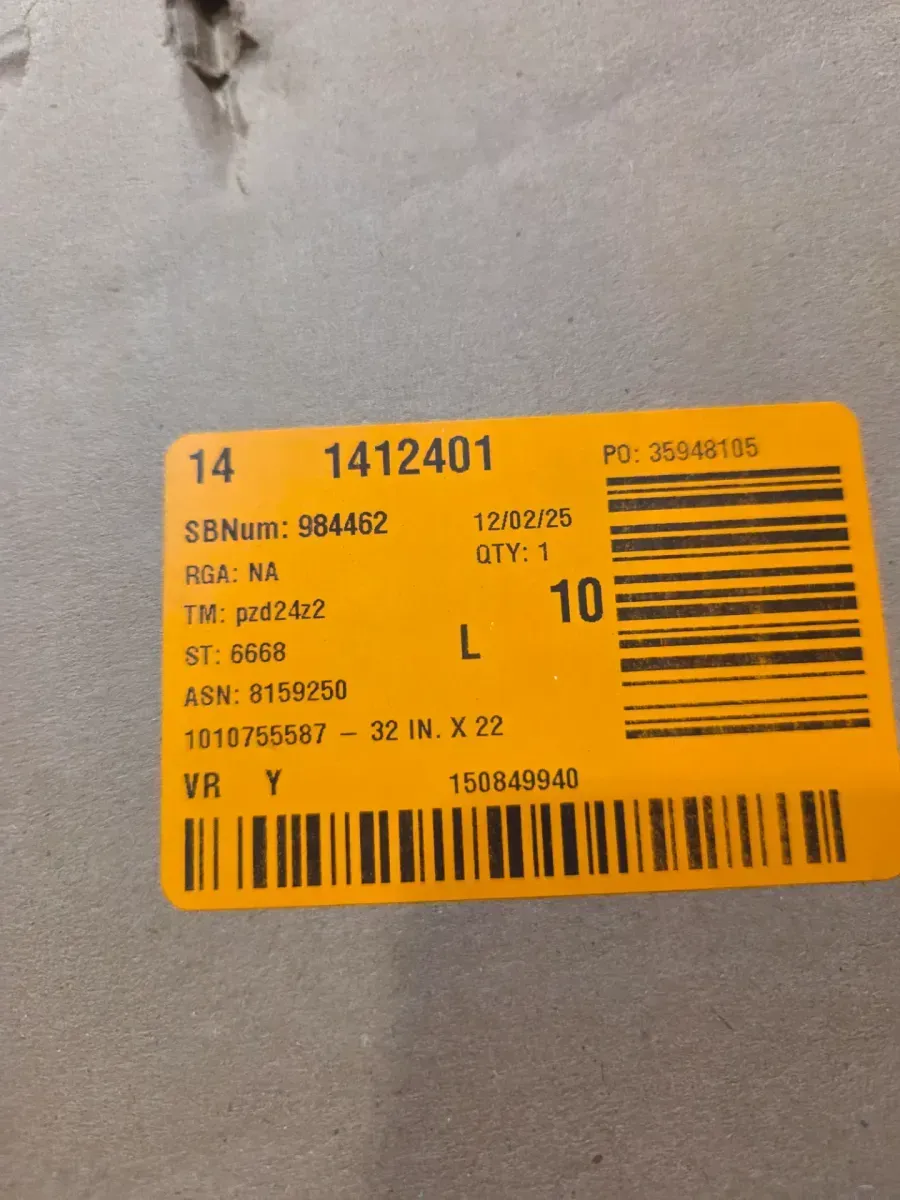 14 1412401 PO: 35948105
SBNum: 984462 12/02/25
RGA: NA QTY: 1
TM: pzd24z2 10
ST: 6668 L
ASN: 8159250
1010755587 – 32 IN. X 22
VR Y 150849940